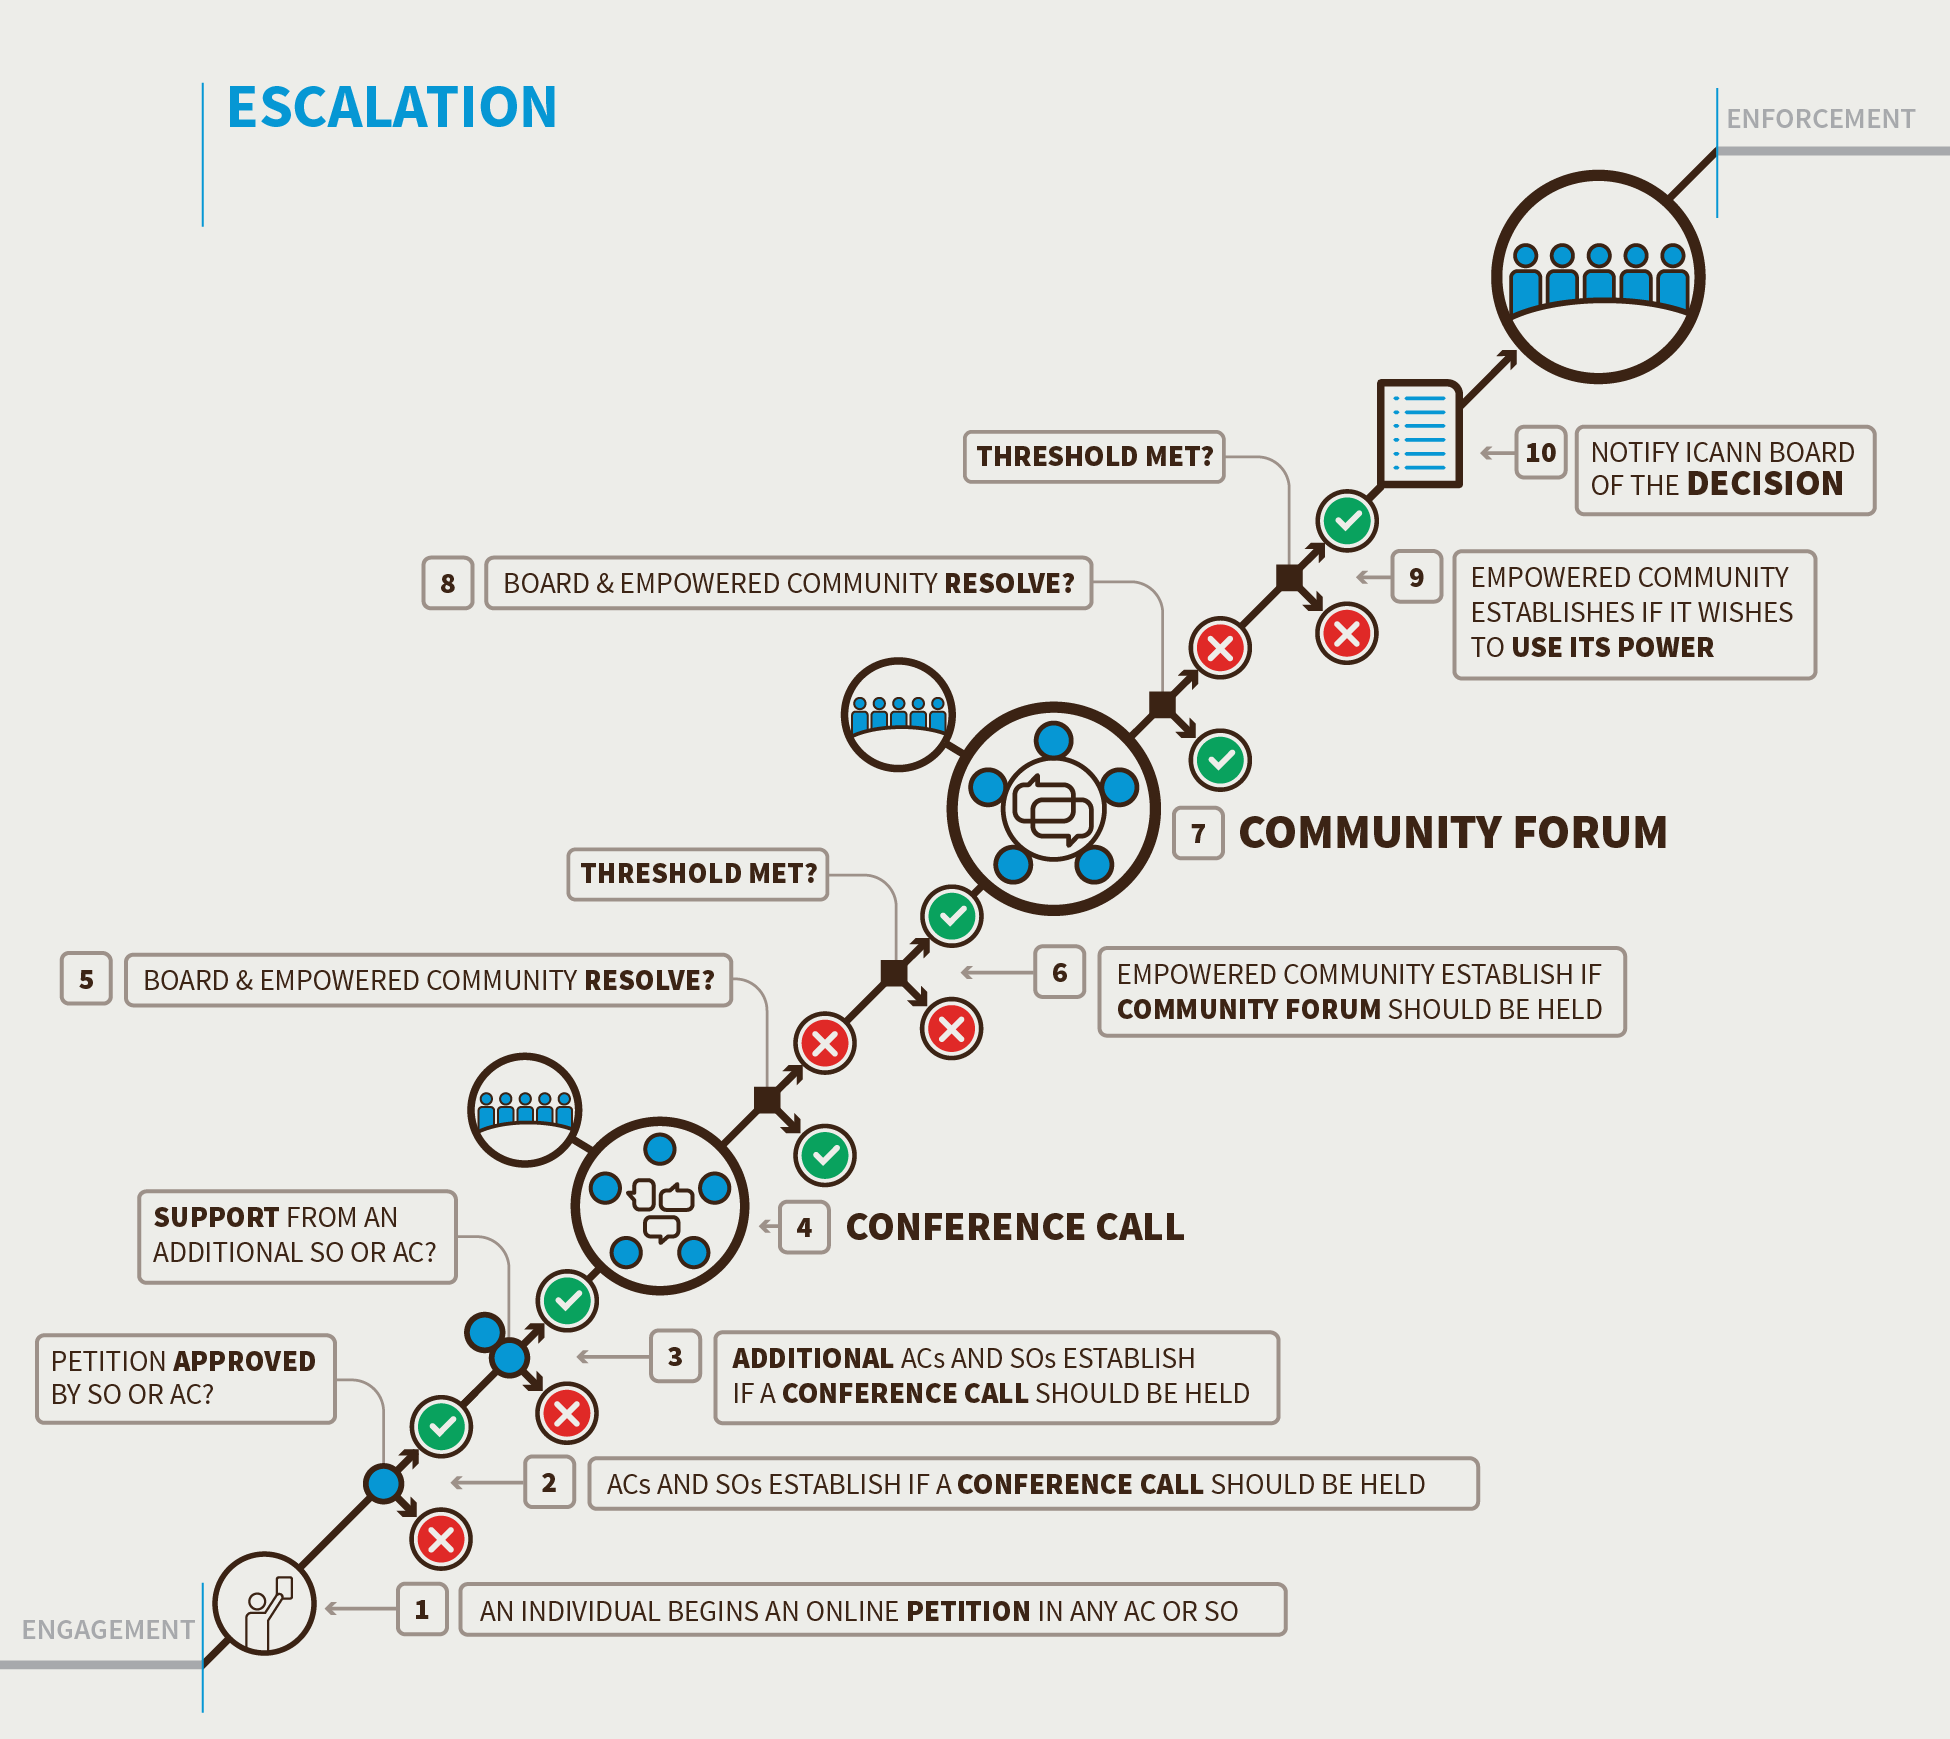 ESCALATION
ENFORCEMENT
THRESHOLD MET?
10
NOTIFY ICANN BOARD
OF THE DECISION
8
BOARD & EMPOWERED COMMUNITY RESOLVE?
9
EMPOWERED COMMUNITY
ESTABLISHES IF IT WISHES
TO USE ITS POWER
7
COMMUNITY FORUM
THRESHOLD MET?
5
BOARD & EMPOWERED COMMUNITY RESOLVE?
6
EMPOWERED COMMUNITY ESTABLISH IF
COMMUNITY FORUM SHOULD BE HELD
SUPPORT FROM AN
ADDITIONAL SO OR AC?
4
CONFERENCE CALL
PETITION APPROVED
BY SO OR AC?
3
ADDITIONAL ACs AND SOs ESTABLISH
IF A CONFERENCE CALL SHOULD BE HELD
2
ACs AND SOs ESTABLISH IF A CONFERENCE CALL SHOULD BE HELD
1
AN INDIVIDUAL BEGINS AN ONLINE PETITION IN ANY AC OR SO
ENGAGEMENT